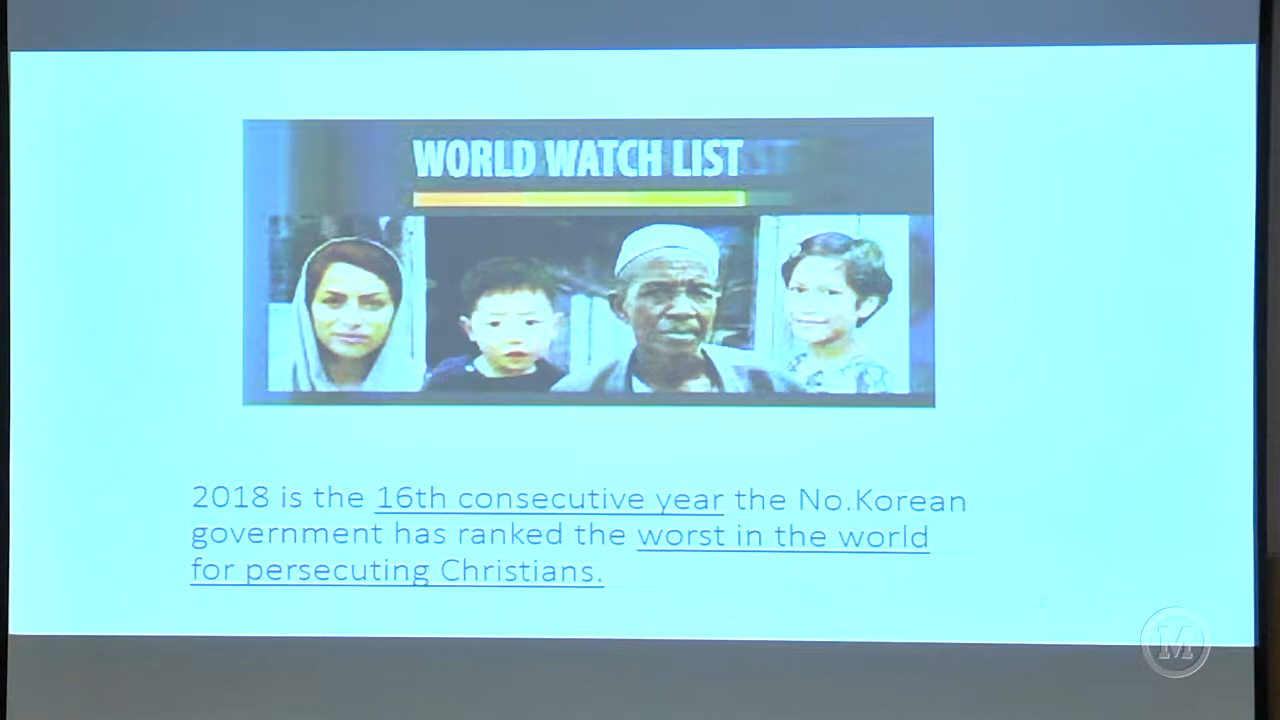 WORLD WATCH LIST
2018 is the 16th consecutive year the No.Korean
government has ranked the worst in the world
for persecuting Christians.
2
M